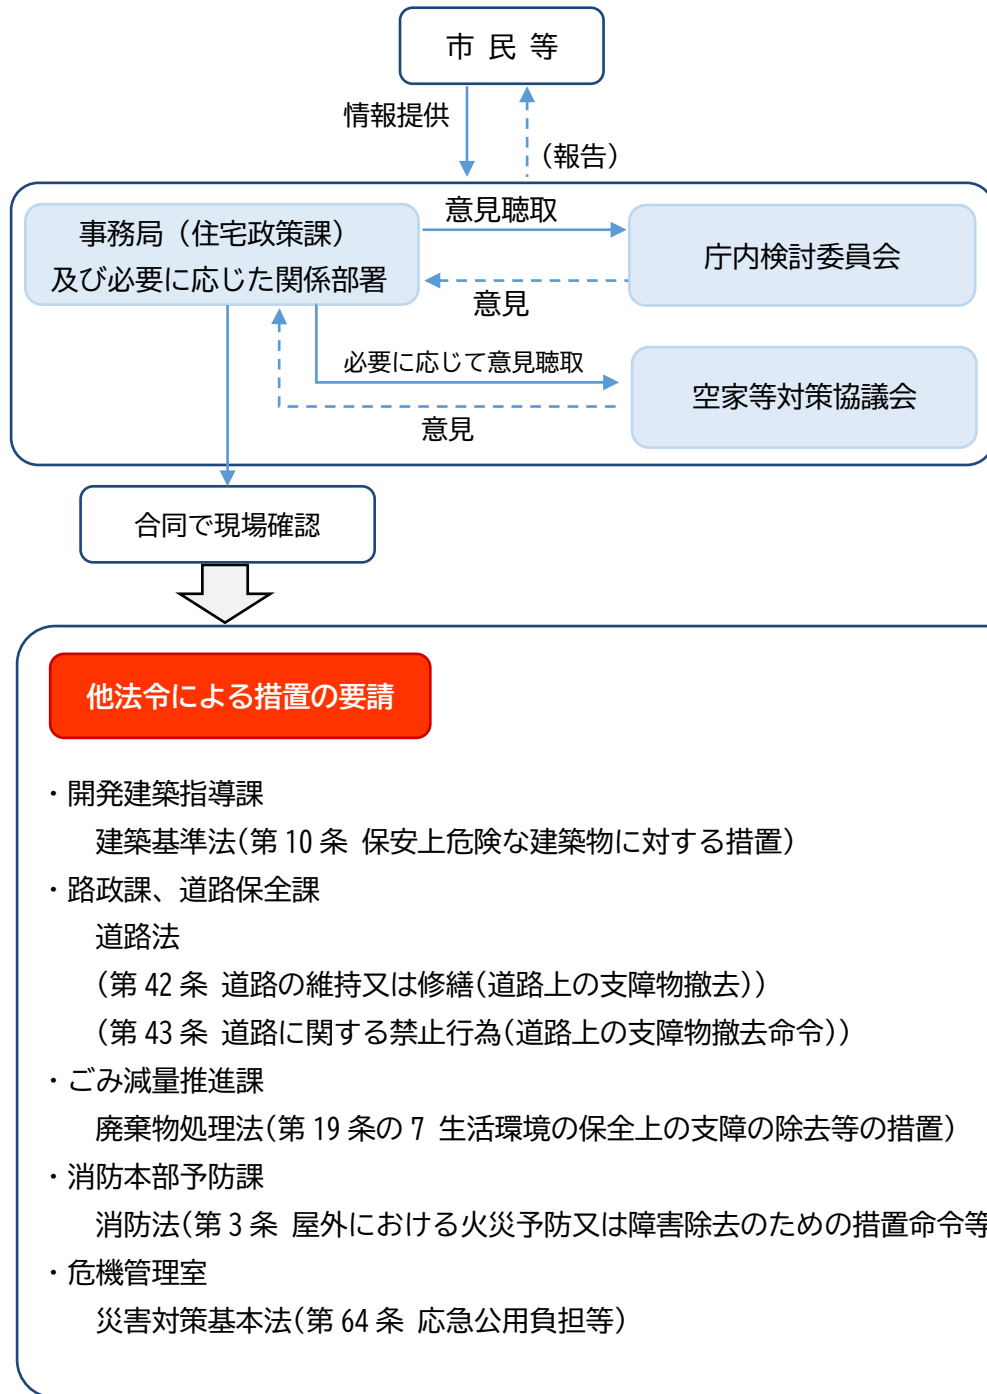 市 民 等
情報提供
（報告）
事務局（住宅政策課）
及び必要に応じた関係部署
意見聴取
庁内検討委員会
意見
必要に応じて意見聴取
空家等対策協議会
意見
合同で現場確認
他法令による措置の要請
・開発建築指導課
建築基準法(第 10 条 保安上危険な建築物に対する措置)
・路政課、道路保全課
道路法
(第 42 条 道路の維持又は修繕(道路上の支障物撤去))
(第 43 条 道路に関する禁止行為(道路上の支障物撤去命令))
・ごみ減量推進課
廃棄物処理法(第 19 条の 7 生活環境の保全上の支障の除去等の措置)
・消防本部予防課
消防法(第 3 条 屋外における火災予防又は障害除去のための措置命令等
・危機管理室
災害対策基本法(第 64 条 応急公用負担等)